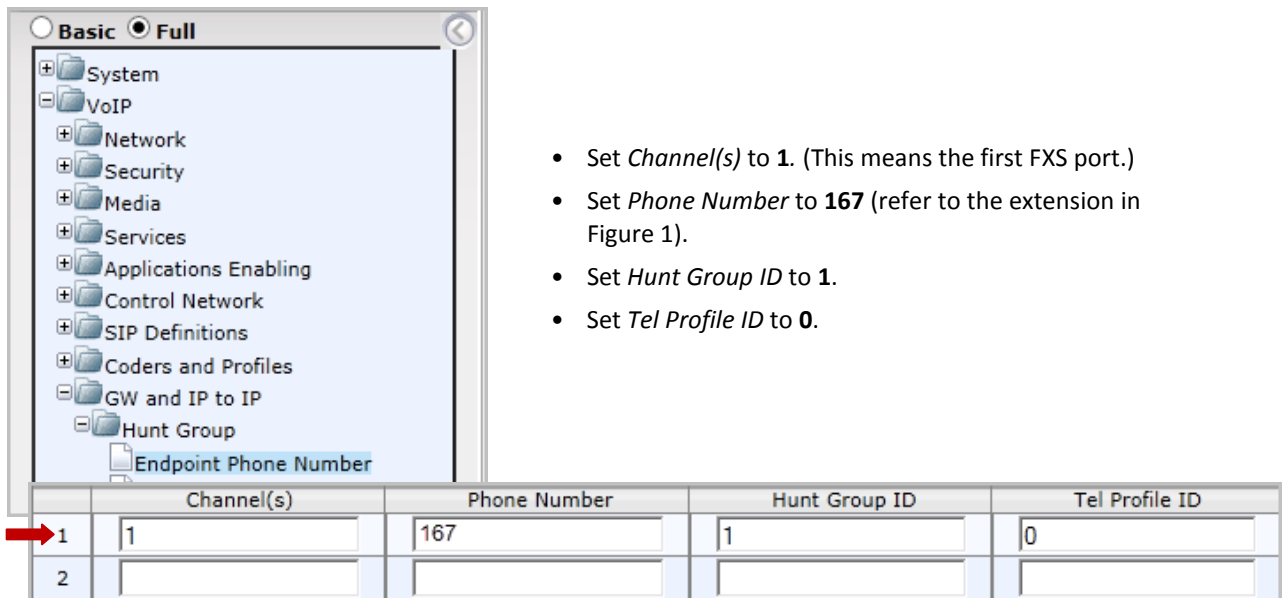 Basic Full
System
VoIP
Network
Security
Media
Services
Applications Enabling
Control Network
SIP Definitions
Coders and Profiles
GW and IP to IP
Hunt Group
Endpoint Phone Number
• Set Channel(s) to 1. (This means the first FXS port.)
• Set Phone Number to 167 (refer to the extension in
Figure 1).
• Set Hunt Group ID to 1.
• Set Tel Profile ID to 0.
Channel(s) Phone Number Hunt Group ID Tel Profile ID
1 1 167 1 0
2